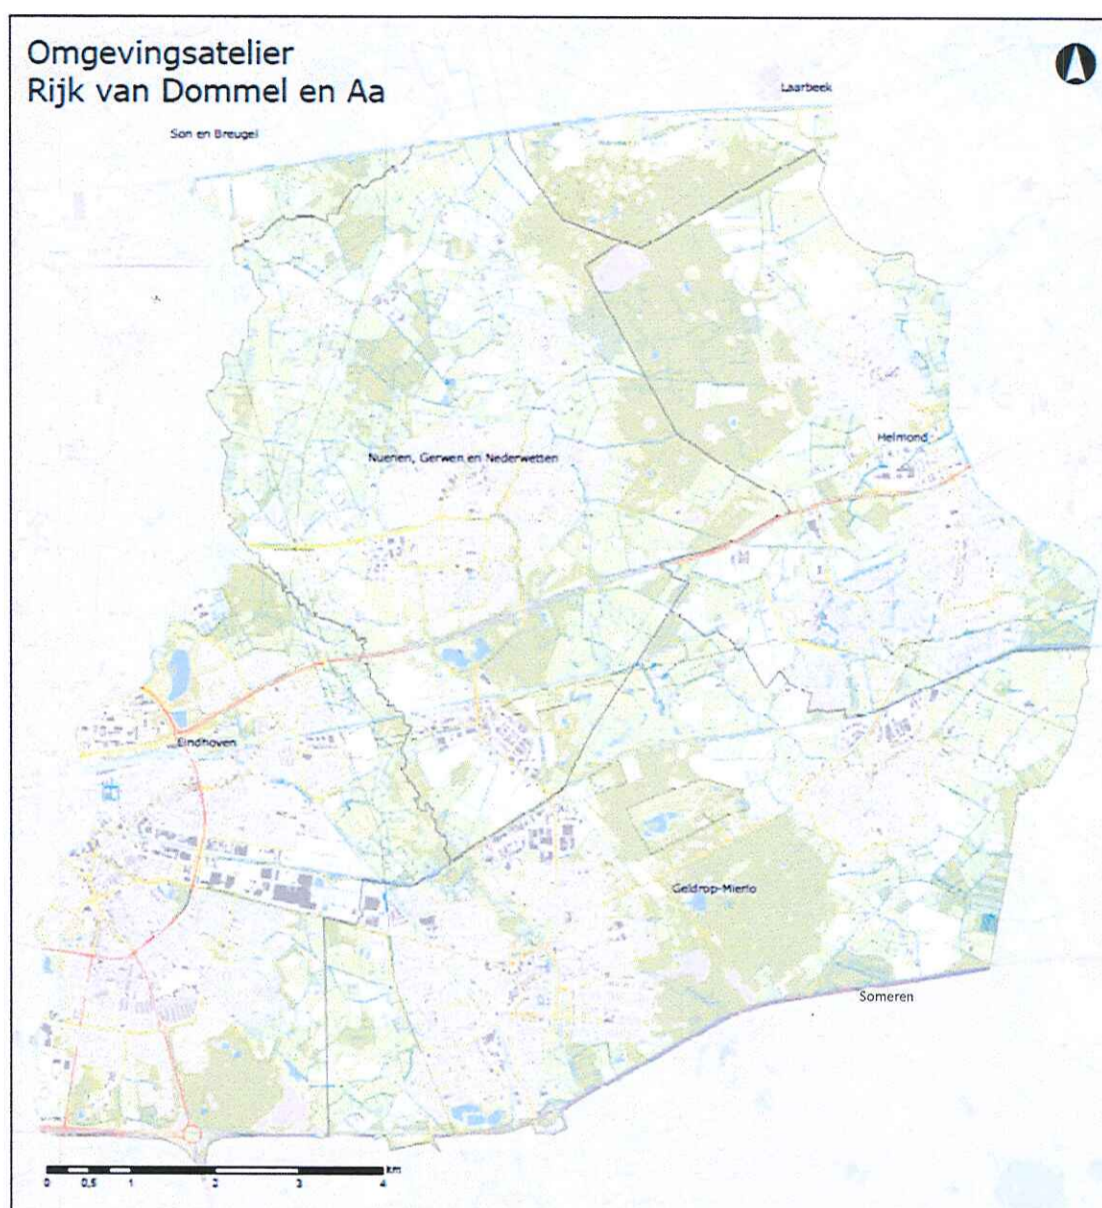 Omgevingsatelier
Rijk van Dommel en Aa
Laarbeek
Son en Breugel
Helmond
Nuenen, Gerwen en Nederwetten
Eindhoven
Geldrop-Mierlo
Someren
km
0 0,5 1 2 3 4